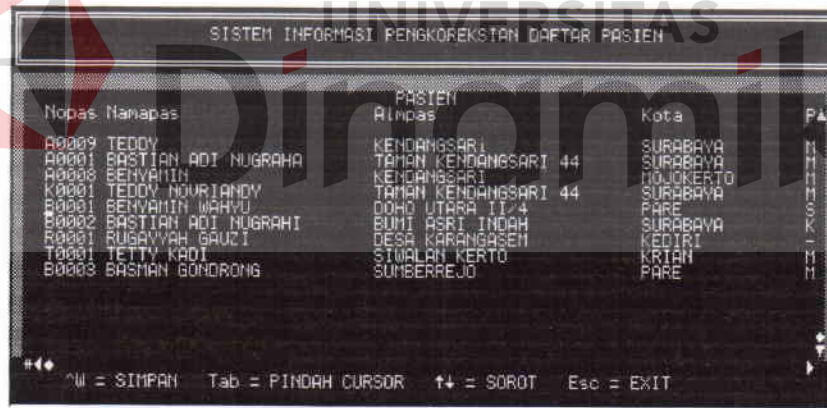 UNIVERSITAS
Dinamika
SISTEM INFORMASI PENGKOREKSIAN DAFTAR PASIEN
PASIEN
Nopas Namapas Almpas Kota P
A0009 TEDDY KENDANGSARI SURABAYA M
A0001 BASTIAN ADI NUGRAHA TAMAN KENDANGSARI 44 SURABAYA M
A0008 BENYAMIN KENDANGSARI MOJOKERTO M
K0001 TEDDY NOVRIANDY TAMAN KENDANGSARI 44 SURABAYA M
B0001 BENYAMIN WAHYU DOHO UTARA II/4 PARE S
B0002 BASTIAN ADI NUGRAHI BUMI ASRI INDAH SURABAYA K
R0001 RUGAYYAH GAUZI DESA KARANGASEM KEDIRI -
T0001 TETTY KADI SIWALAN KERTO KRIAN M
B0003 BASMAN GONDRONG SUMBERREJO PARE M
^W = SIMPAN Tab = PINDAH CURSOR ↑↓ = SOROT Esc = EXIT